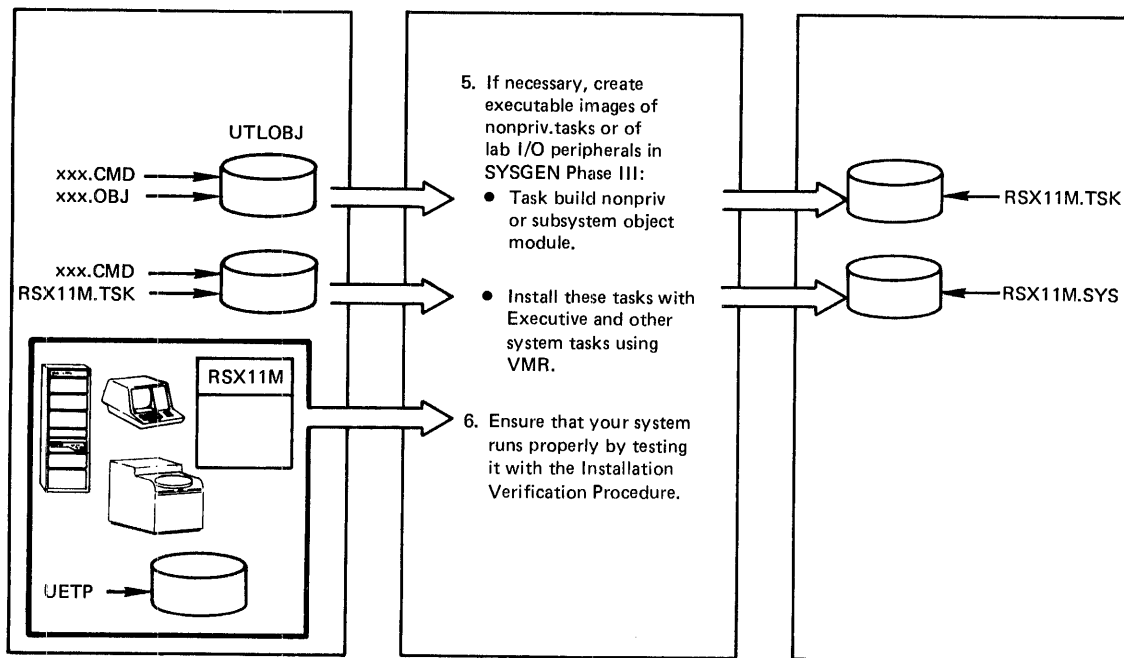 UTLOBJ
xxx.CMD
xxx.OBJ
xxx.CMD
RSX11M.TSK
RSX11M
UETP
5. If necessary, create
executable images of
nonpriv.tasks or of
lab I/O peripherals in
SYSGEN Phase III:
● Task build nonpriv
or subsystem object
module.
● Install these tasks with
Executive and other
system tasks using
VMR.
6. Ensure that your system
runs properly by testing
it with the Installation
Verification Procedure.
RSX11M.TSK
RSX11M.SYS